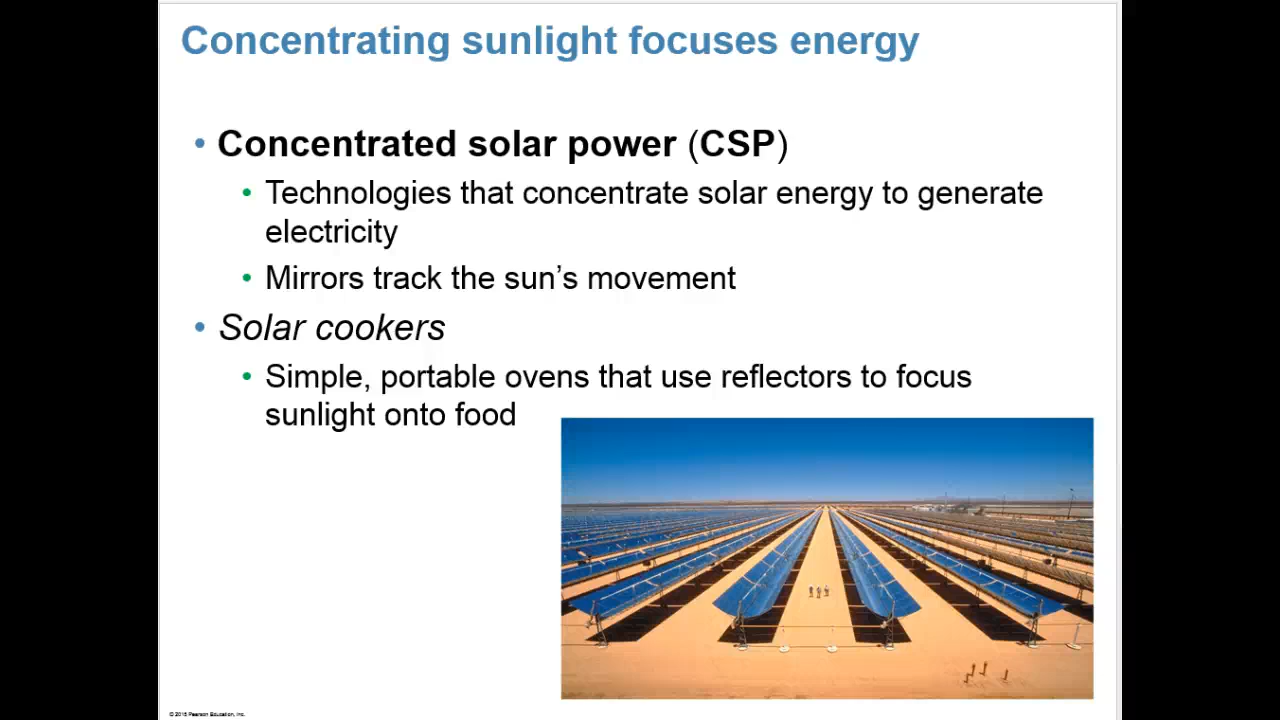 Concentrating sunlight focuses energy
• Concentrated solar power (CSP)
• Technologies that concentrate solar energy to generate
electricity
• Mirrors track the sun’s movement
• Solar cookers
• Simple, portable ovens that use reflectors to focus
sunlight onto food
© 2015 Pearson Education, Inc.